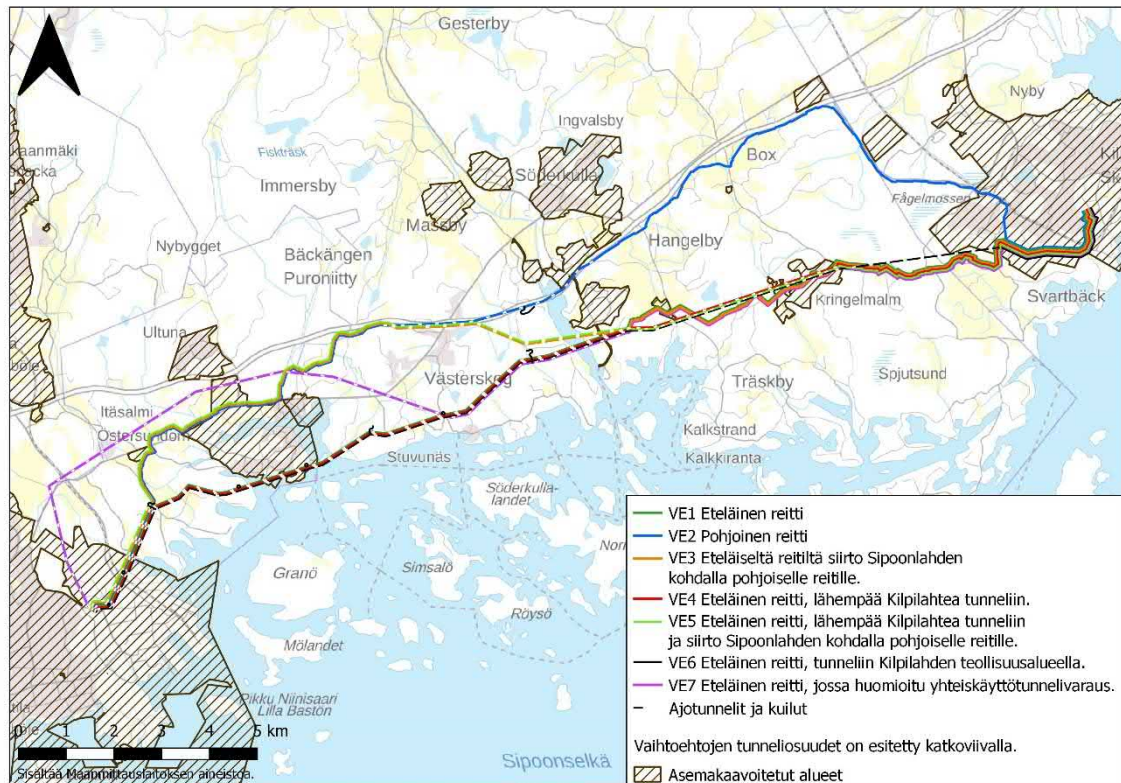 Gesterby
Nyby
Ingvalsby
Fiskträsk
Box
Immersby
Söderkulla
Fågelmossen
Massby
Nybygget
Hangelby
Bäckängen
Puroniitty
Kringelmalm
Svartbäck
Ultuna
Västerskog
Träskby
Spjutsund
Itäsalmi
Östersundom
Kalkstrand
Kalkkiranta
Stuvunäs
Söderkulla-
landet
Simsalö
Granö
Röysö
Mölandet
Pikku Niinisaari
Lilla Bastön
0 1 2 3 4 5 km
Sisältää Maanmittauslaitoksen aineistoa.
Sipoonselkä
VE1 Eteläinen reitti
VE2 Pohjoinen reitti
VE3 Eteläiseltä reitiltä siirto Sipoonlahden
kohdalla pohjoiselle reitille.
VE4 Eteläinen reitti, lähempää Kilpilahtea tunneliin.
VE5 Eteläinen reitti, lähempää Kilpilahtea tunneliin
ja siirto Sipoonlahden kohdalla pohjoiselle reitille.
VE6 Eteläinen reitti, tunneliin Kilpilahden teollisuusalueella.
VE7 Eteläinen reitti, jossa huomioitu yhteiskäyttötunnelivaraus.
Ajotunnelit ja kuilut
Vaihtoehtojen tunneliosuudet on esitetty katkoviivalla.
Asemakaavoitetut alueet